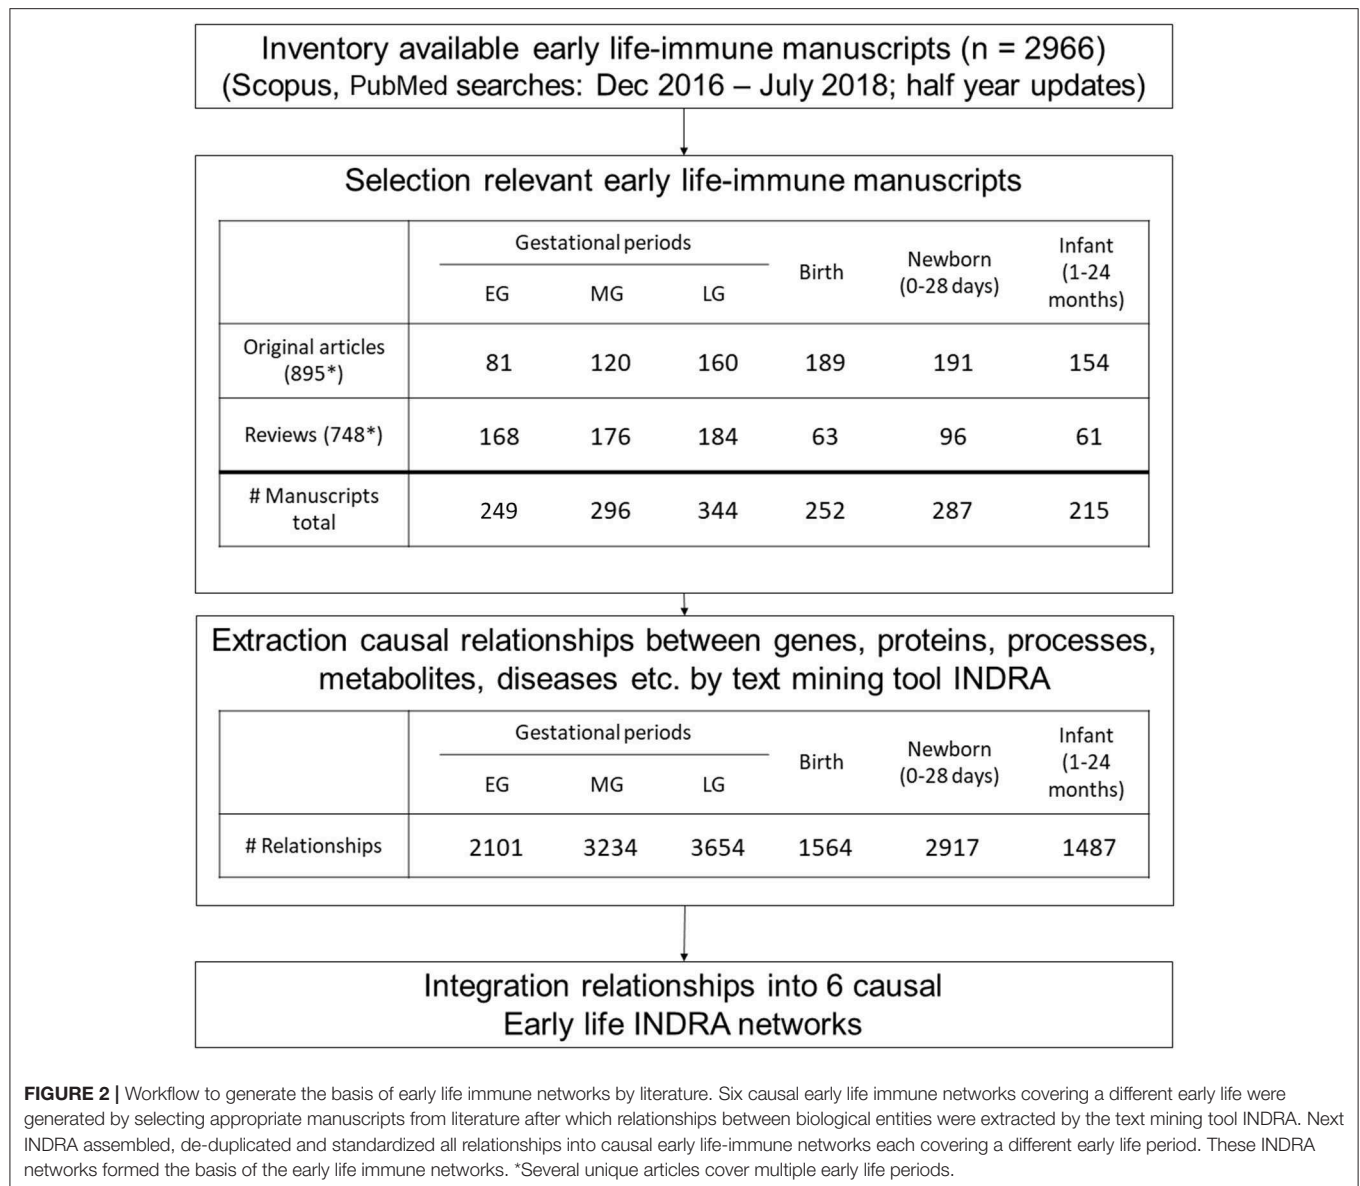 Inventory available early life-immune manuscripts (n = 2966)
(Scopus, PubMed searches: Dec 2016 – July 2018; half year updates)
Selection relevant early life-immune manuscripts
Gestational periods
EG MG LG
Birth
Newborn
(0-28 days)
Infant
(1-24
months)
Original articles
(895*)
81 120 160 189 191 154
Reviews (748*) 168 176 184 63 96 61
# Manuscripts
total
249 296 344 252 287 215
Extraction causal relationships between genes, proteins, processes,
metabolites, diseases etc. by text mining tool INDRA
Gestational periods
EG MG LG
Birth
Newborn
(0-28 days)
Infant
(1-24
months)
# Relationships 2101 3234 3654 1564 2917 1487
Integration relationships into 6 causal
Early life INDRA networks
FIGURE 2 | Workflow to generate the basis of early life immune networks by literature. Six causal early life immune networks covering a different early life were
generated by selecting appropriate manuscripts from literature after which relationships between biological entities were extracted by the text mining tool INDRA. Next
INDRA assembled, de-duplicated and standardized all relationships into causal early life-immune networks each covering a different early life period. These INDRA
networks formed the basis of the early life immune networks. *Several unique articles cover multiple early life periods.